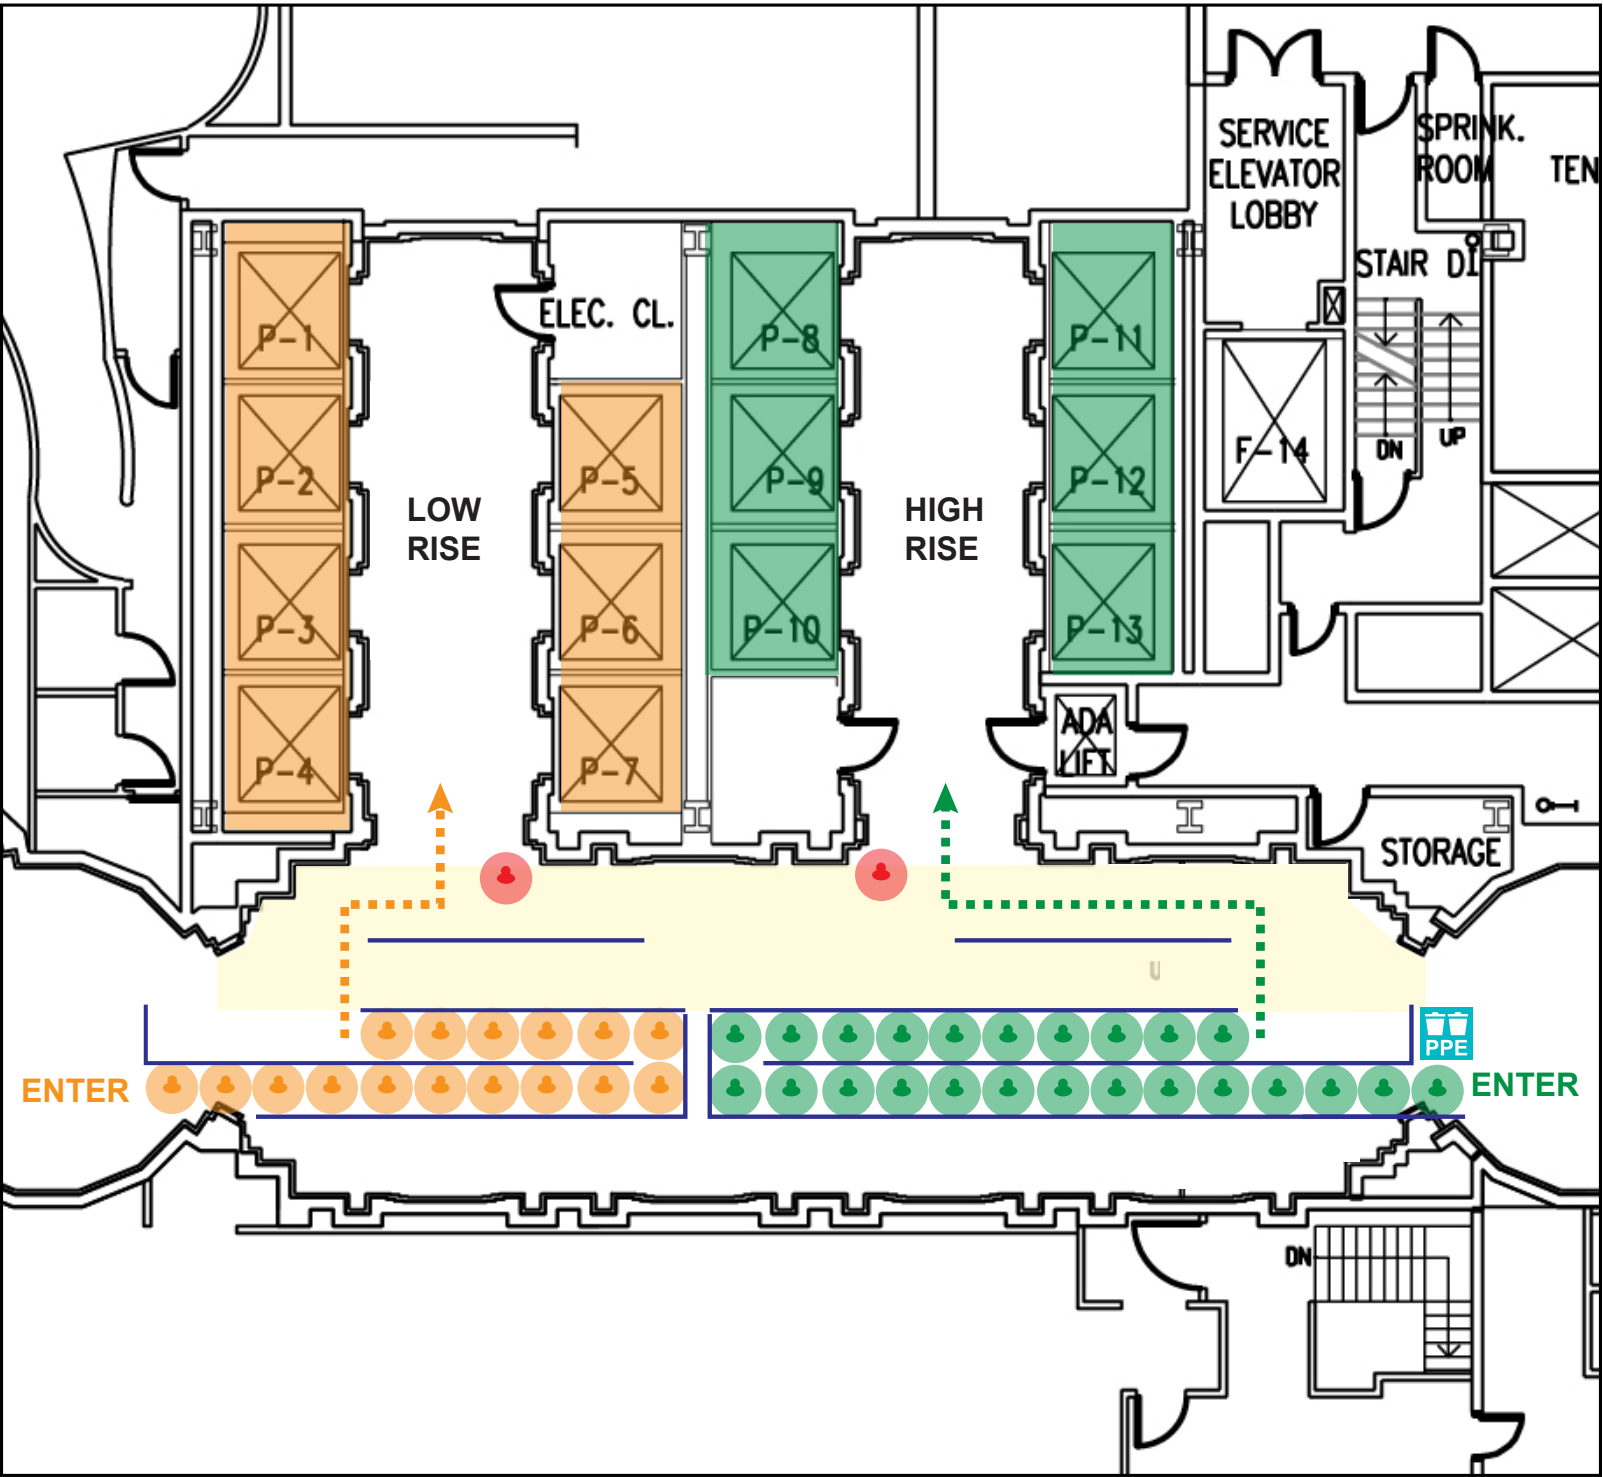 SERVICE
ELEVATOR
LOBBY
SPRINK.
ROOM
TEN
STAIR DI
P-1
ELEC. CL.
P-8
P-11
P-2
P-5
P-9
P-12
F-14
DN
UP
LOW
RISE
HIGH
RISE
P-3
P-6
P-10
P-13
P-4
P-7
ADA
LIFT
STORAGE
PPE
ENTER
ENTER
DN